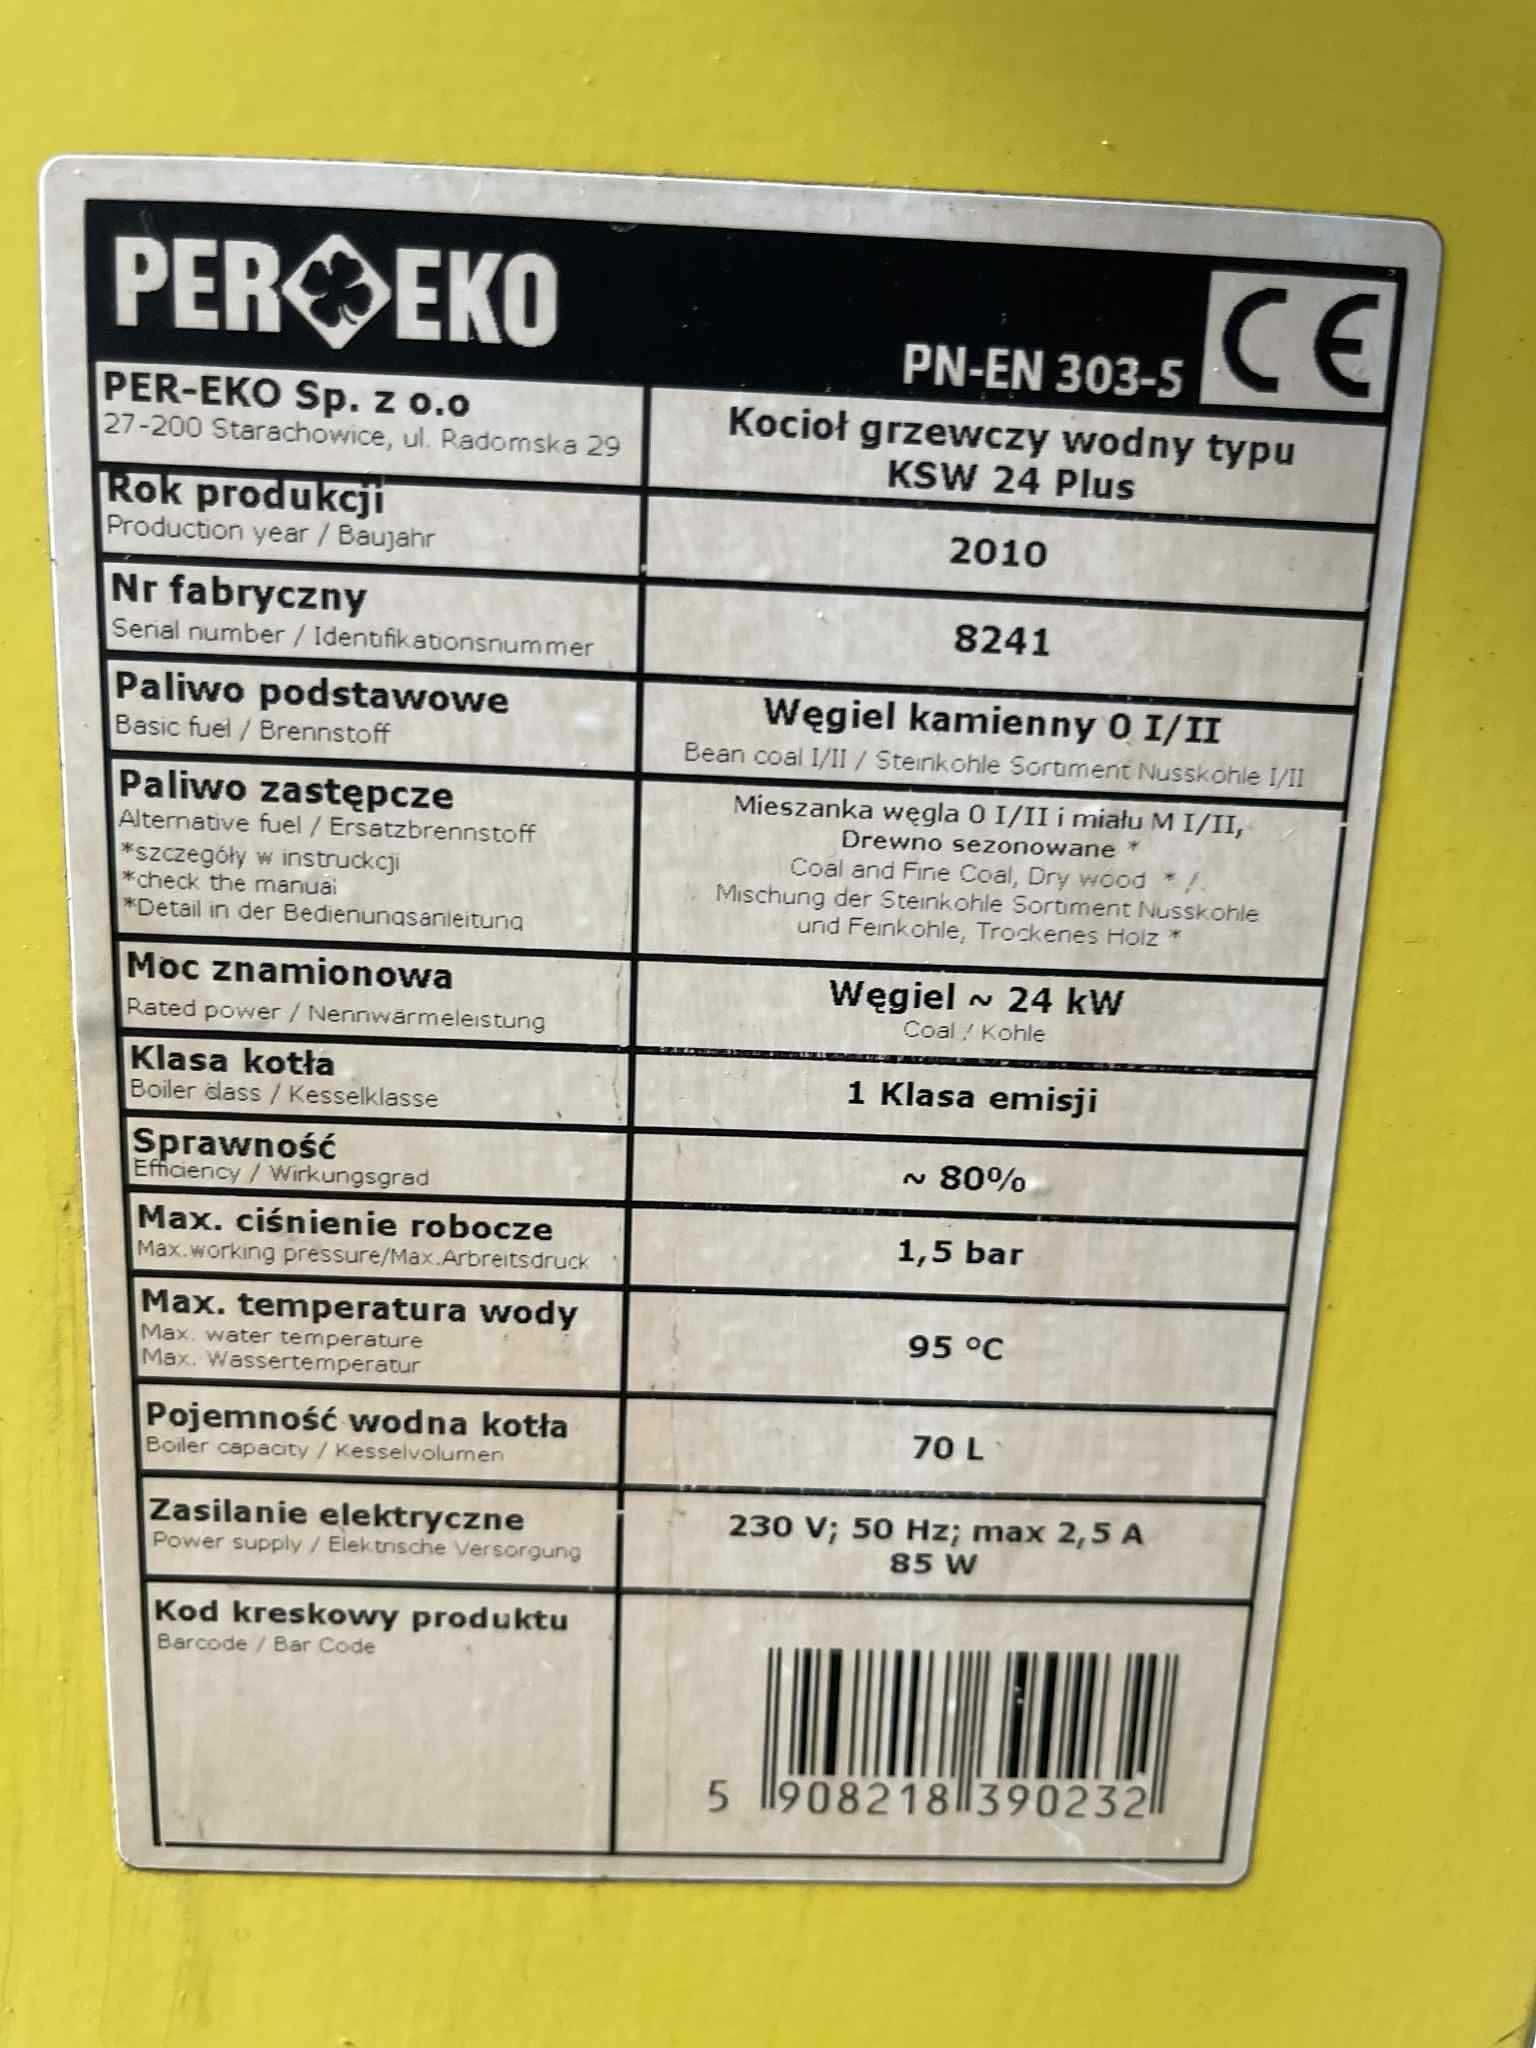 PER EKO
PN-EN 303-5
CE
PER-EKO Sp. z o.o
27-200 Starachowice, ul. Radomska 29
Kocioł grzewczy wodny typu
KSW 24 Plus
Rok produkcji
Production year / Baujahr
2010
Nr fabryczny
Serial number / Identifikationsnummer
8241
Paliwo podstawowe
Basic fuel / Brennstoff
Węgiel kamienny O I/II
Bean coal I/II / Steinkohle Sortiment Nusskohle I/II
Paliwo zastępcze
Alternative fuel / Ersatzbrennstoff
*szczegóły w instruckcji
*check the manual
*Detail in der Bedienungsanleitung
Mieszanka węgla O I/II i miału M I/II,
Drewno sezonowane *
Coal and Fine Coal, Dry wood * /
Mischung der Steinkohle Sortiment Nusskohle
und Feinkohle, Trockenes Holz *
Moc znamionowa
Rated power / Nennwärmeleistung
Węgiel ~ 24 kW
Coal / Kohle
Klasa kotła
Boiler class / Kesselklasse
1 Klasa emisji
Sprawność
Efficiency / Wirkungsgrad
~ 80%
Max. ciśnienie robocze
Max.working pressure/Max.Arbreitsdruck
1,5 bar
Max. temperatura wody
Max. water temperature
Max. Wassertemperatur
95 °C
Pojemność wodna kotła
Boiler capacity / Kesselvolumen
70 L
Zasilanie elektryczne
Power supply / Elektrische Versorgung
230 V; 50 Hz; max 2,5 A
85 W
Kod kreskowy produktu
Barcode / Bar Code
5 908218 390232